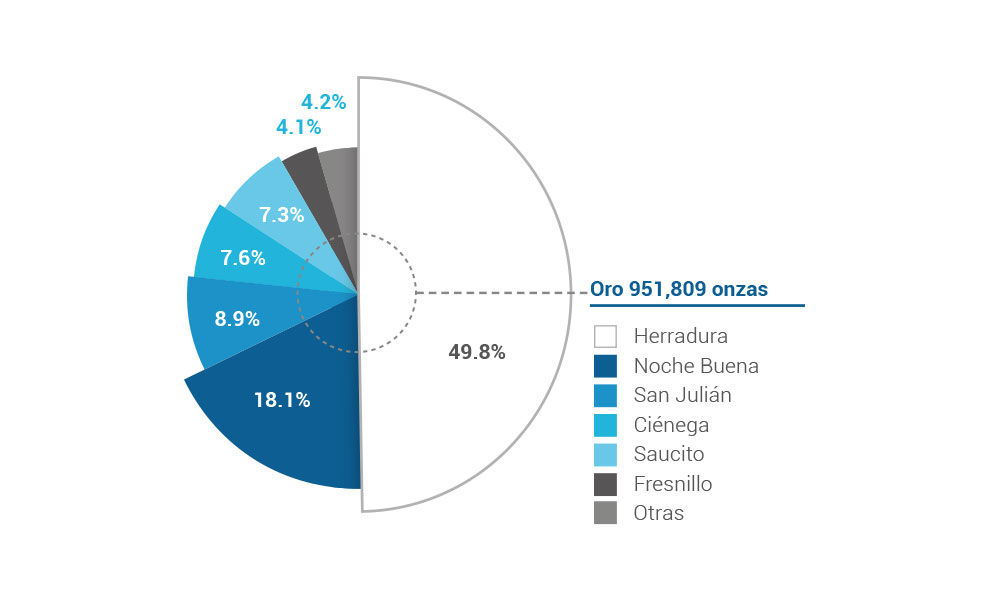 4.2%
4.1%
7.3%
7.6%
8.9%
18.1%
49.8%
Oro 951,809 onzas
Herradura
Noche Buena
San Julián
Ciénega
Saucito
Fresnillo
Otras